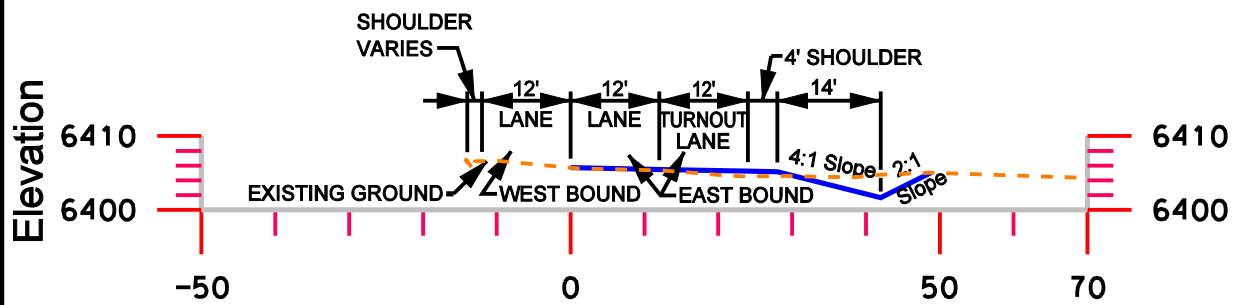 SHOULDER
VARIES
4' SHOULDER
12'
12'
12'
14'
LANE
LANE
TURNOUT
LANE
Elevation
6410
6410
4:1 Slope
2:1
Slope
EXISTING GROUND
WEST BOUND
EAST BOUND
6400
6400
-50
0
50
70